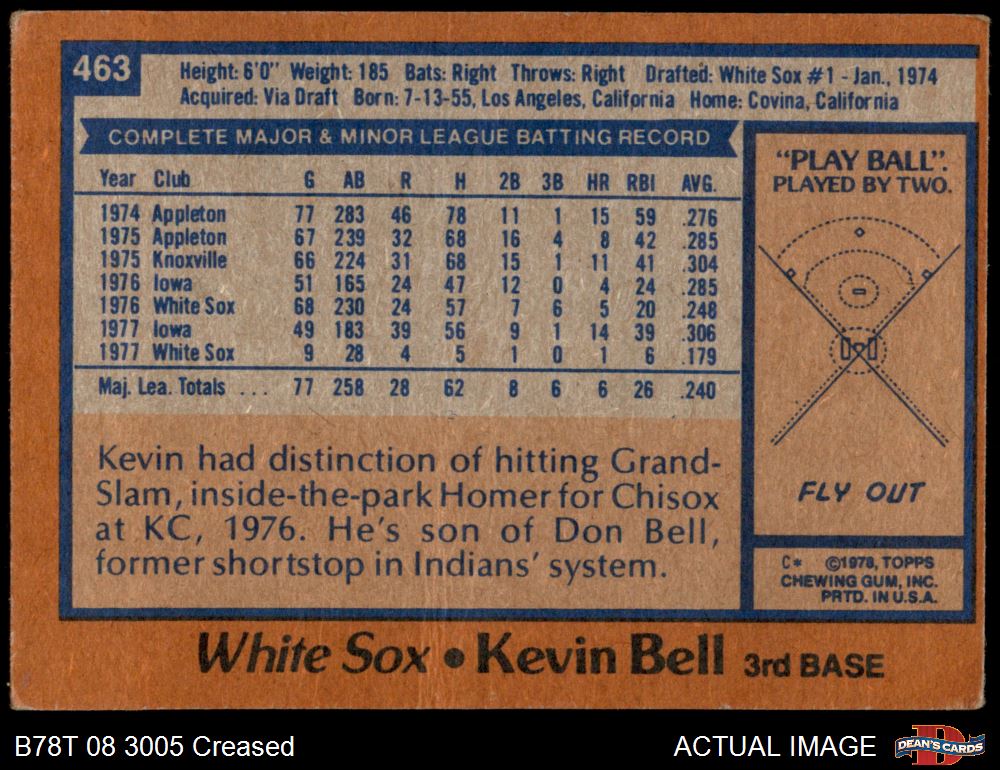 463
Height: 6'0" Weight: 185 Bats: Right Throws: Right Drafted: White Sox #1 - Jan., 1974
Acquired: Via Draft Born: 7-13-55, Los Angeles, California Home: Covina, California
COMPLETE MAJOR & MINOR LEAGUE BATTING RECORD
Year Club G AB R H 2B 3B HR RBI AVG.
1974 Appleton 77 283 46 78 11 1 15 59 .276
1975 Appleton 67 239 32 68 16 4 8 42 .285
1975 Knoxville 66 224 31 68 15 1 11 41 .304
1976 Iowa 51 165 24 47 12 0 4 24 .285
1976 White Sox 68 230 24 57 7 6 5 20 .248
1977 Iowa 49 183 39 56 9 1 14 39 .306
1977 White Sox 9 28 4 5 1 0 1 6 .179
Maj. Lea. Totals ... 77 258 28 62 8 6 6 26 .240
Kevin had distinction of hitting Grand-
Slam, inside-the-park Homer for Chisox
at KC, 1976. He's son of Don Bell,
former shortstop in Indians' system.
"PLAY BALL".
PLAYED BY TWO.
FLY OUT
C* ©1978, TOPPS
CHEWING GUM, INC.
PRTD. IN U.S.A.
White Sox • Kevin Bell 3rd BASE
B78T 08 3005 Creased
ACTUAL IMAGE
D
DEAN'S CARDS